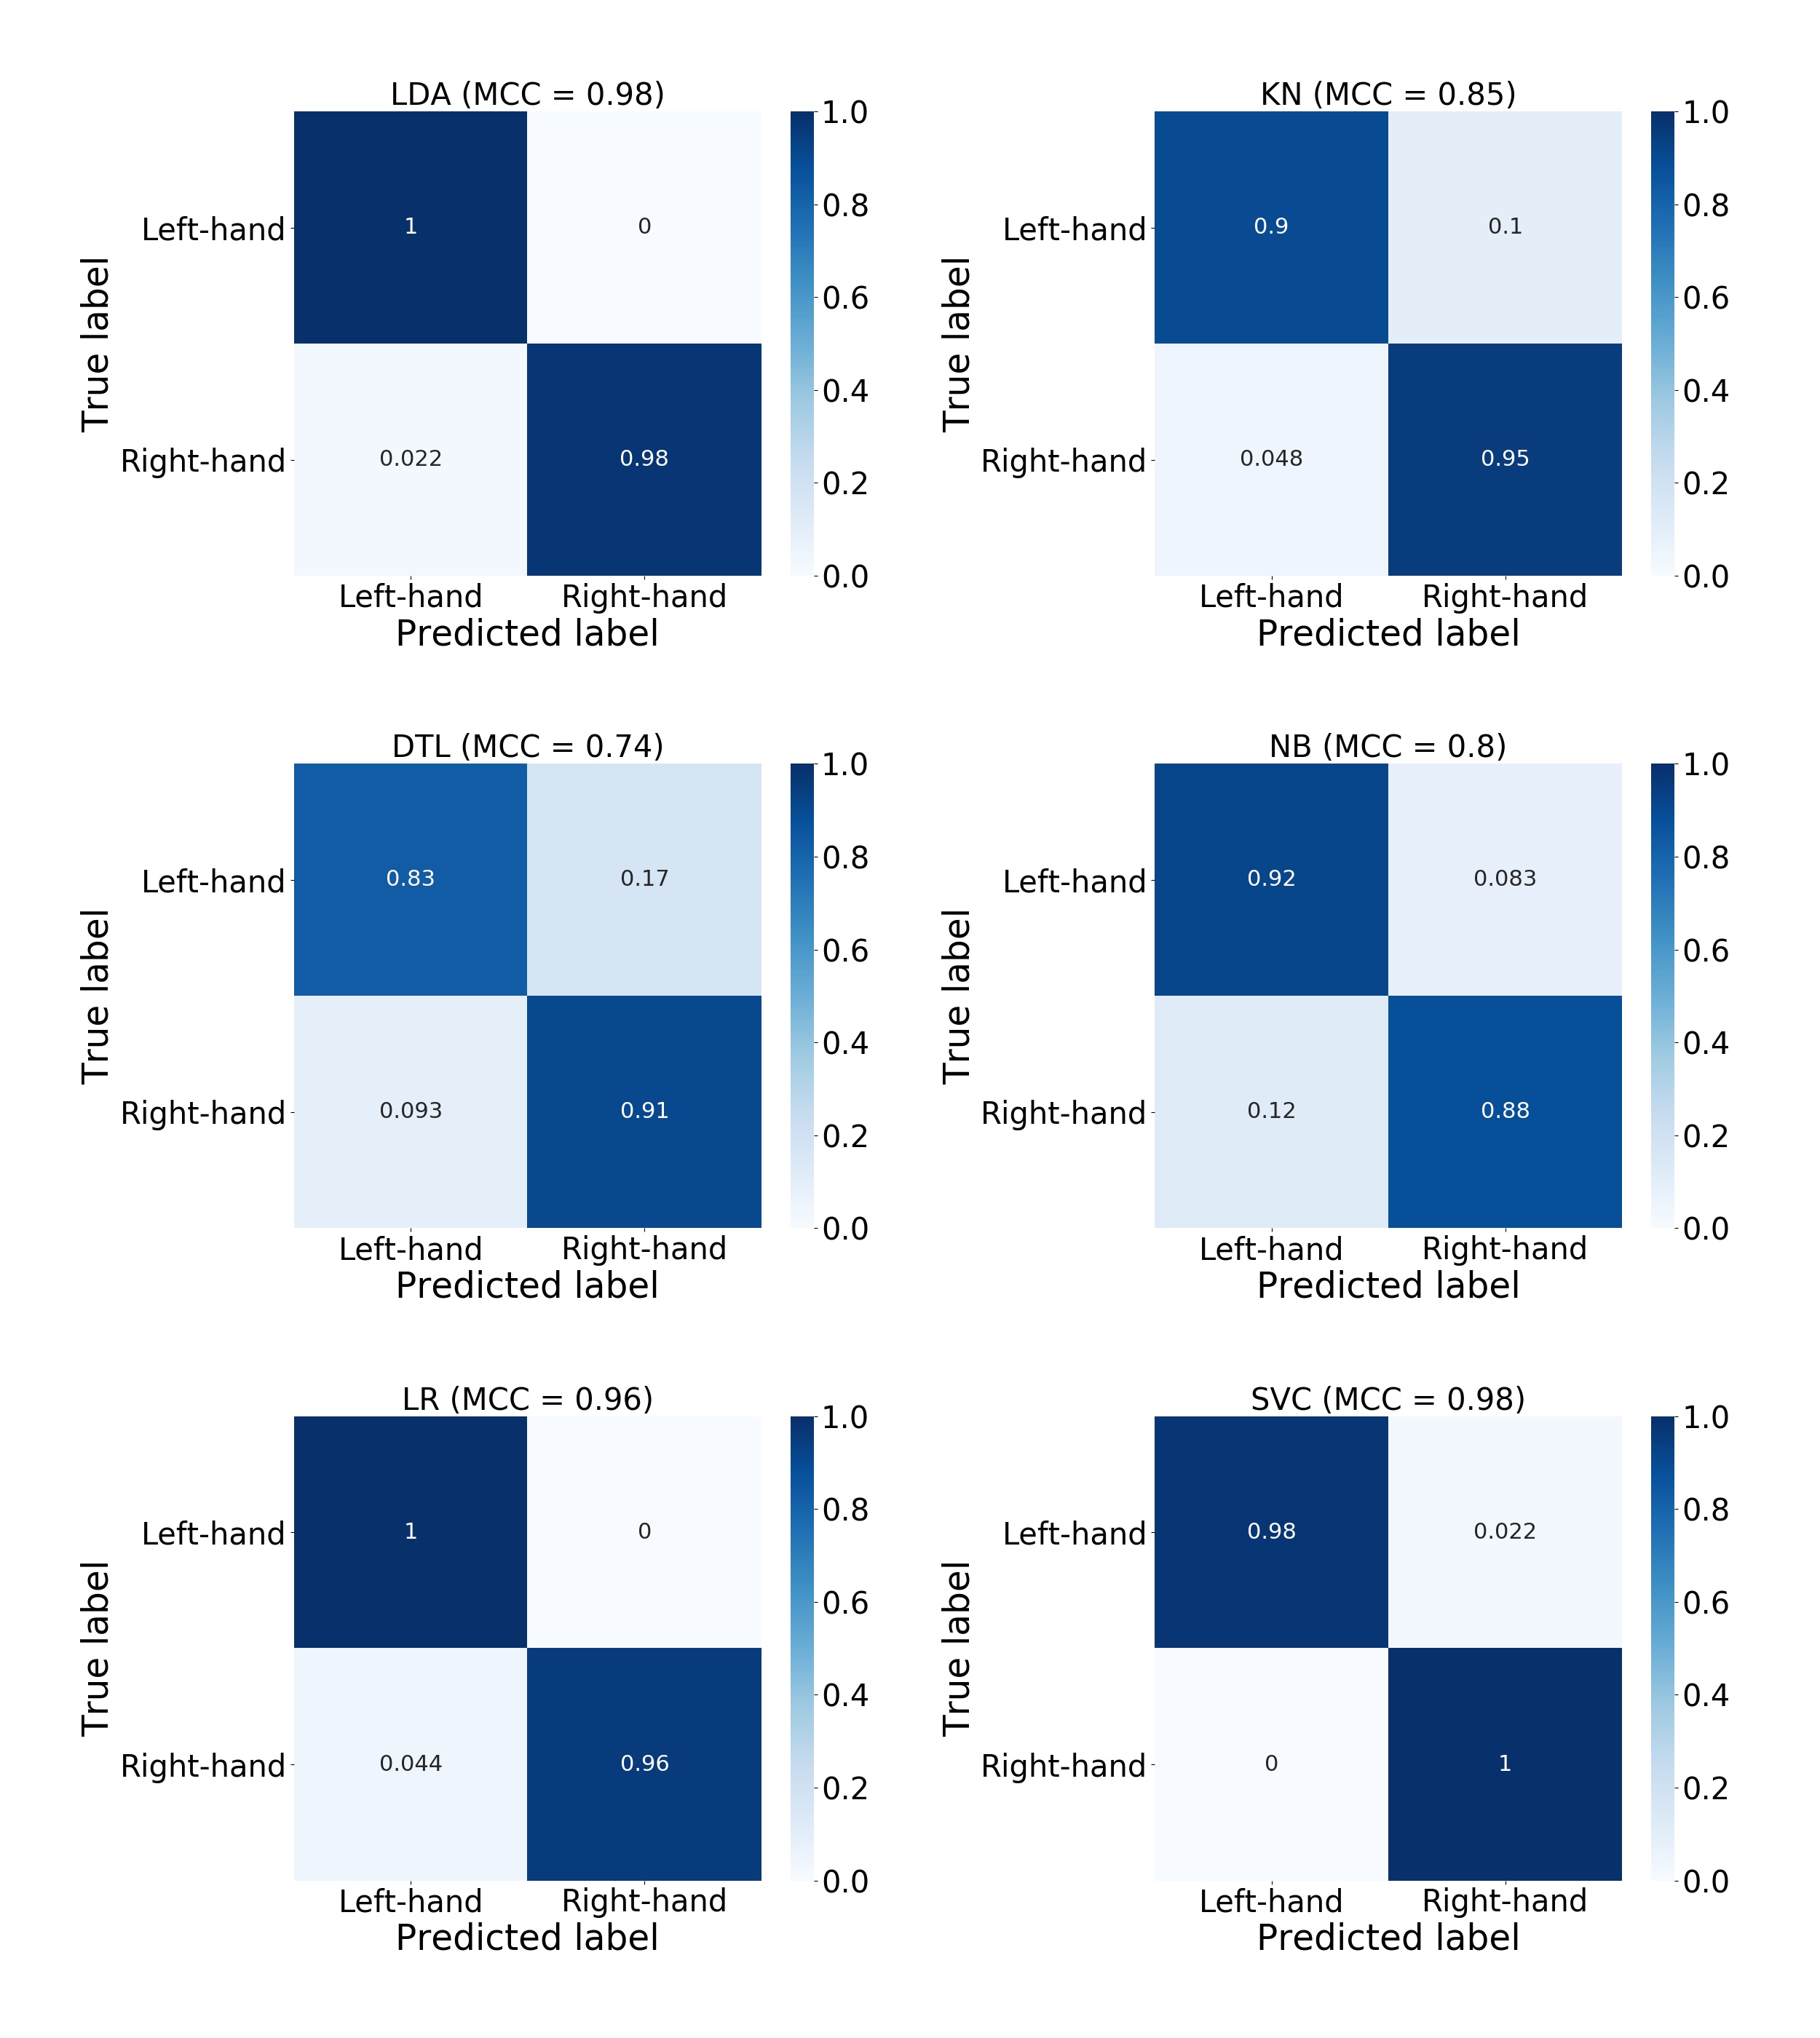 LDA (MCC = 0.98)
1.0
0.8
0.6
0.4
0.2
0.0
True label
Left-hand
1
0
Right-hand
0.022
0.98
Left-hand
Right-hand
Predicted label
KN (MCC = 0.85)
1.0
0.8
0.6
0.4
0.2
0.0
True label
Left-hand
0.9
0.1
Right-hand
0.048
0.95
Left-hand
Right-hand
Predicted label
DTL (MCC = 0.74)
1.0
0.8
0.6
0.4
0.2
0.0
True label
Left-hand
0.83
0.17
Right-hand
0.093
0.91
Left-hand
Right-hand
Predicted label
NB (MCC = 0.8)
1.0
0.8
0.6
0.4
0.2
0.0
True label
Left-hand
0.92
0.083
Right-hand
0.12
0.88
Left-hand
Right-hand
Predicted label
LR (MCC = 0.96)
1.0
0.8
0.6
0.4
0.2
0.0
True label
Left-hand
1
0
Right-hand
0.044
0.96
Left-hand
Right-hand
Predicted label
SVC (MCC = 0.98)
1.0
0.8
0.6
0.4
0.2
0.0
True label
Left-hand
0.98
0.022
Right-hand
0
1
Left-hand
Right-hand
Predicted label